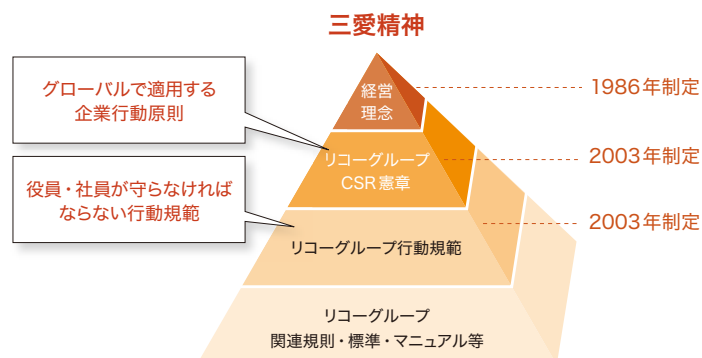 三愛精神
グローバルで適用する
企業行動原則
経営
理念
1986年制定
リコーグループ
CSR憲章
2003年制定
役員・社員が守らなければ
ならない行動規範
リコーグループ行動規範
2003年制定
リコーグループ
関連規則・標準・マニュアル等